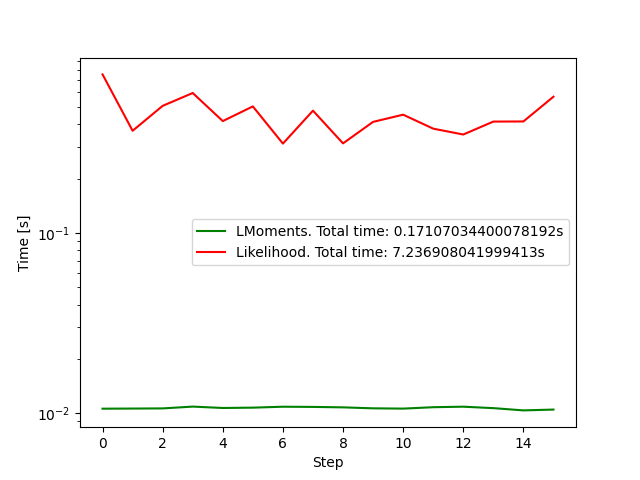 Time [s]
10⁻¹
10⁻²
LMoments. Total time: 0.17107034400078192s
Likelihood. Total time: 7.236908041999413s
0 2 4 6 8 10 12 14
Step